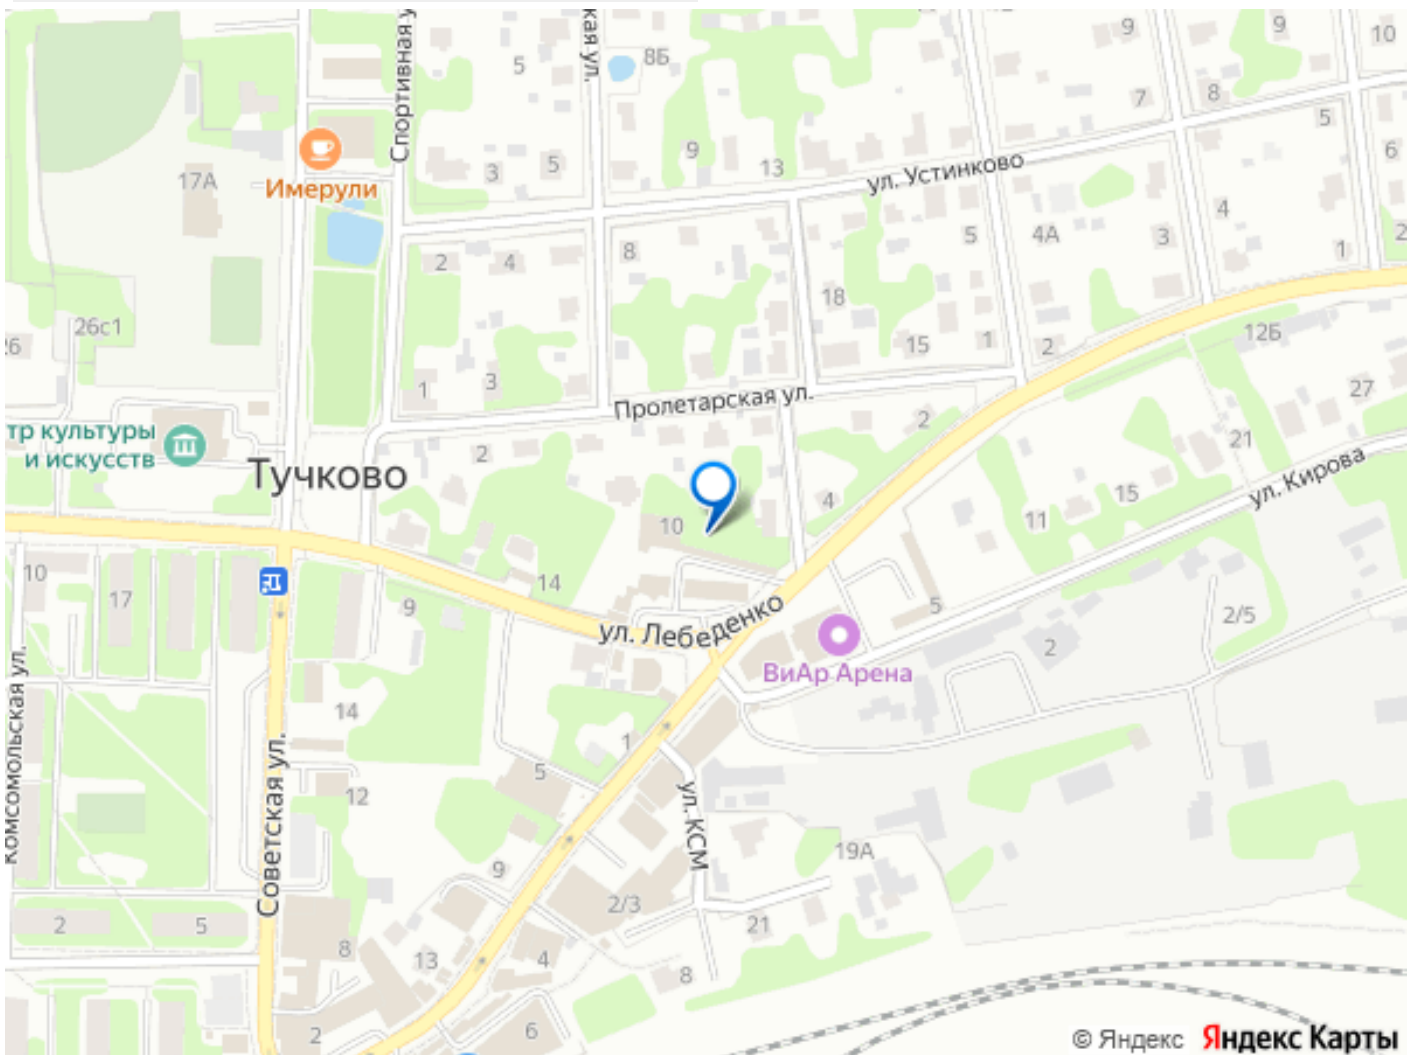 9
9
10
кая ул.
8Б
5
Спортивная у
7
8
5
9
13
3
5
6
17А
Имерули
ул. Устинково
4
2
5
4А
3
1
8
2
4
18
26с1
26
12Б
15
1
2
1
3
27
Пролетарская ул.
2
21
тр культуры
и искусств
2
Тучково
ул. Кирова
15
4
11
10
10
17
14
9
5
2/5
ул. Лебеденко
2
ВиАр Арена
Комсомольская ул.
14
1
Советская ул.
5
12
ул. КСМ
19А
9
2/3
2
5
21
8
13
4
8
2
6
© Яндекс Яндекс Карты